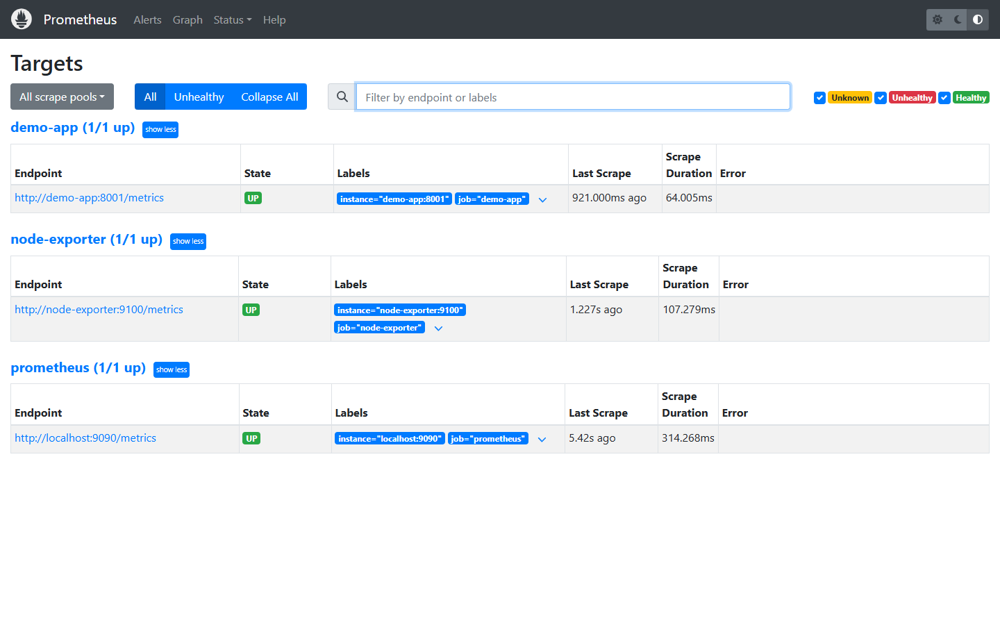 Prometheus Alerts Graph Status Help
Targets
All scrape pools All Unhealthy Collapse All Filter by endpoint or labels Unknown Unhealthy Healthy
demo-app (1/1 up) show less
Endpoint State Labels Last Scrape Scrape Duration Error
http://demo-app:8001/metrics UP instance="demo-app:8001" job="demo-app" 921.000ms ago 64.005ms
node-exporter (1/1 up) show less
Endpoint State Labels Last Scrape Scrape Duration Error
http://node-exporter:9100/metrics UP instance="node-exporter:9100" 1.227s ago 107.279ms
job="node-exporter"
prometheus (1/1 up) show less
Endpoint State Labels Last Scrape Scrape Duration Error
http://localhost:9090/metrics UP instance="localhost:9090" job="prometheus" 5.42s ago 314.268ms